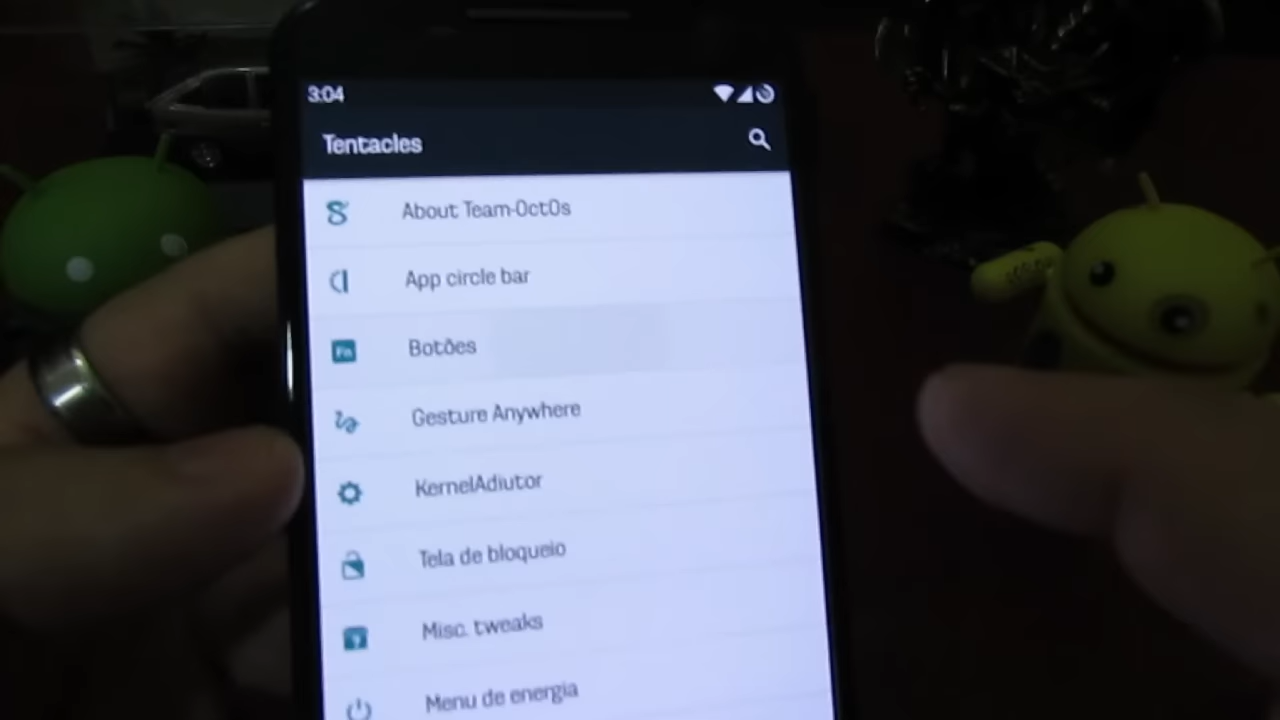 3:04
Tentacles
About Team-OctOs
App circle bar
Fn
Botões
Gesture Anywhere
KernelAdiutor
Tela de bloqueio
Misc. tweaks
Menu de energia